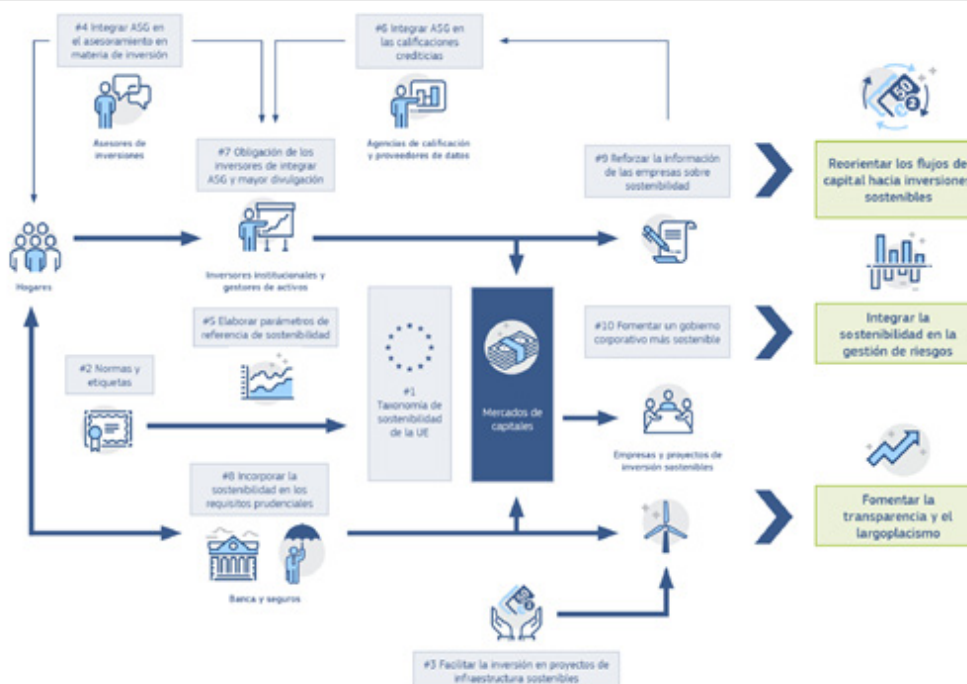 #4 Integrar ASG en
el asesoramiento en
materia de inversión
Asesores de
inversiones
#6 Integrar ASG en
las calificaciones
crediticias
Agencias de calificación
y proveedores de datos
#7 Obligación de los
inversores de integrar
ASG y mayor divulgación
Inversores institucionales y
gestores de activos
#9 Reforzar la información
de las empresas sobre
sostenibilidad
50
€
2
Reorientar los flujos de
capital hacia inversiones
sostenibles
Hogares
#5 Elaborar parámetros de
referencia de sostenibilidad
#2 Normas y
etiquetas
#1
Taxonomía de
sostenibilidad
de la UE
Mercados de
capitales
#10 Fomentar un gobierno
corporativo más sostenible
Integrar la
sostenibilidad en la
gestión de riesgos
Empresas y proyectos de
inversión sostenibles
#8 Incorporar la
sostenibilidad en los
requisitos prudenciales
Banca y seguros
Fomentar la
transparencia y el
largoplacismo
#3 Facilitar la inversión en proyectos de
infraestructura sostenibles